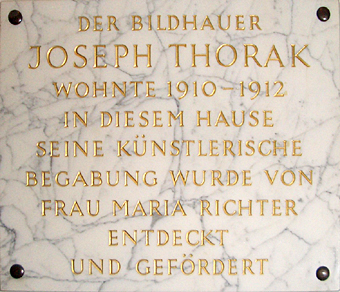 DER BILDHAUER
JOSEPH THORAK
WOHNTE 1910–1912
IN DIESEM HAUSE
SEINE KÜNSTLERISCHE
BEGABUNG WURDE VON
FRAU MARIA RICHTER
ENTDECKT
UND GEFÖRDERT